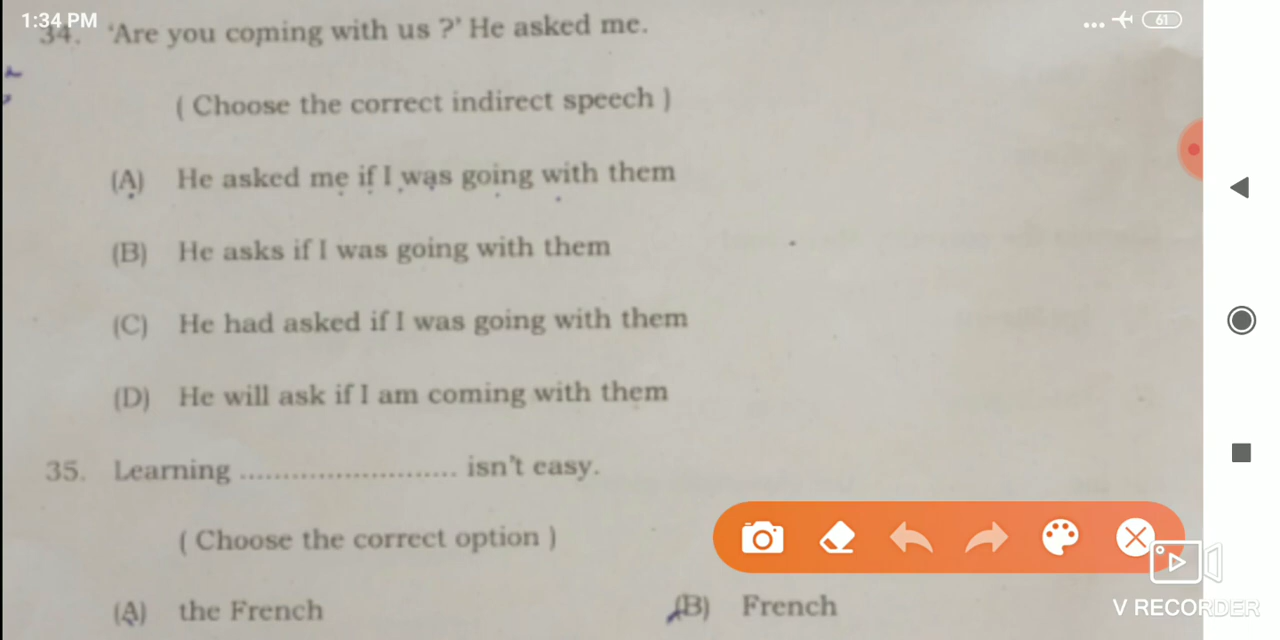 1:34 PM
61
34. 'Are you coming with us ?' He asked me.
( Choose the correct indirect speech )
(A) He asked me if I was going with them
(B) He asks if I was going with them
(C) He had asked if I was going with them
(D) He will ask if I am coming with them
35. Learning ........................ isn't easy.
( Choose the correct option )
(A) the French (B) French
V RECORDER